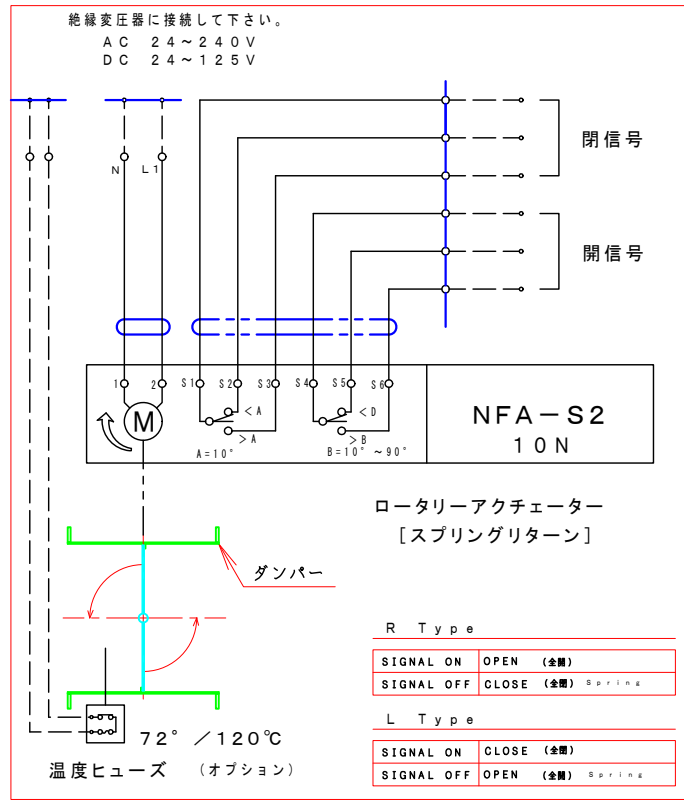 絶縁変圧器に接続して下さい。
AC 24~240V
DC 24~125V
閉信号
N L1
開信号
1 2 S1 S2 S3 S4 S5 S6
<A <D
M
>A >B
A=10° B=10° ~90°
NFA-S2
10N
ロータリーアクチェーター
[スプリングリターン]
ダンパー
R Type
SIGNAL ON OPEN (全開)
SIGNAL OFF CLOSE (全閉) Spring
L Type
SIGNAL ON CLOSE (全閉)
SIGNAL OFF OPEN (全開) Spring
72° /120℃
温度ヒューズ (オプション)